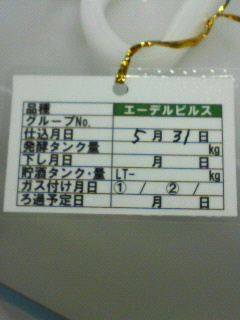 品種 エーデルピルス
グループNo.
仕込月日 5月31日
発酵タンク量 kg
下し月日 月 日
貯酒タンク・量 LT- kg
ガス付け月日 ① / ② /
ろ過予定日 月 日